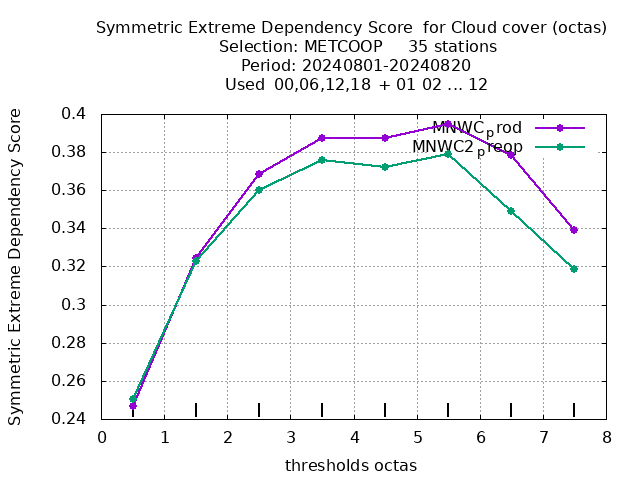 Symmetric Extreme Dependency Score  for Cloud cover (octas)
Selection: METCOOP     35 stations
Period: 20240801-20240820
Used  00,06,12,18 + 01 02 ... 12
Symmetric Extreme Dependency Score
0.4
0.38
0.36
0.34
0.32
0.3
0.28
0.26
0.24
MNWCprod
MNWC2preop
0 1 2 3 4 5 6 7 8
thresholds octas